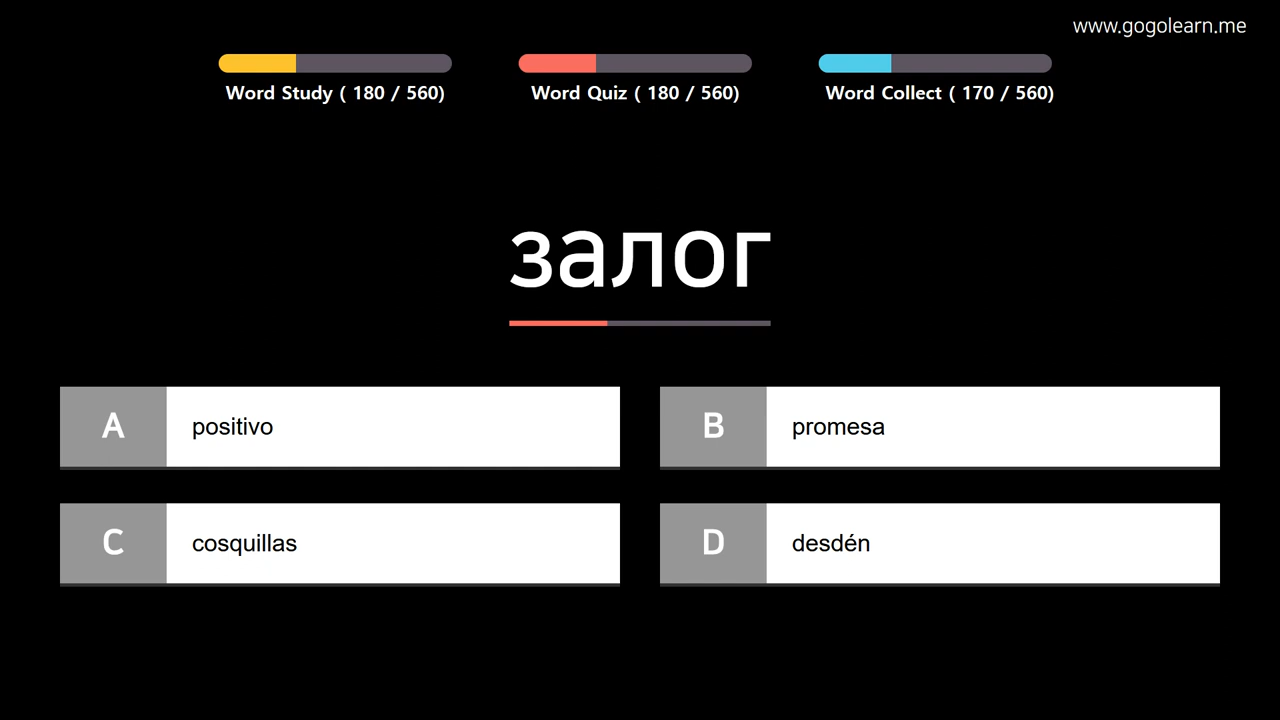 www.gogolearn.me
Word Study ( 180 / 560)
Word Quiz ( 180 / 560)
Word Collect ( 170 / 560)
залог
A positivo
B promesa
C cosquillas
D desdén